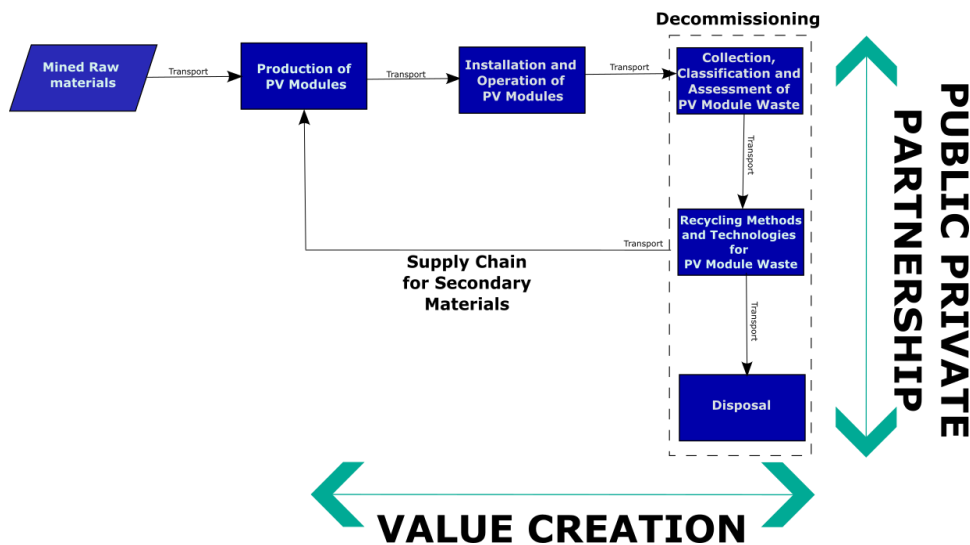 Decommissioning
Mined Raw
materials
Transport
Production of
PV Modules
Transport
Installation and
Operation of
PV Modules
Transport
Collection,
Classification and
Assessment of
PV Module Waste
Transport
Recycling Methods
and Technologies
for
PV Module Waste
Transport
Supply Chain
for Secondary
Materials
Transport
Disposal
PUBLIC PRIVATE
PARTNERSHIP
VALUE CREATION